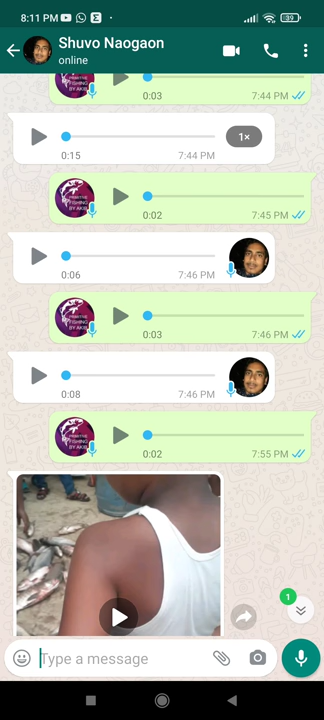 8:11 PM
39
Shuvo Naogaon
online
0:03 7:44 PM
0:15 7:44 PM
1×
0:02 7:45 PM
0:06 7:46 PM
0:03 7:46 PM
0:08 7:46 PM
0:02 7:55 PM
1
Type a message